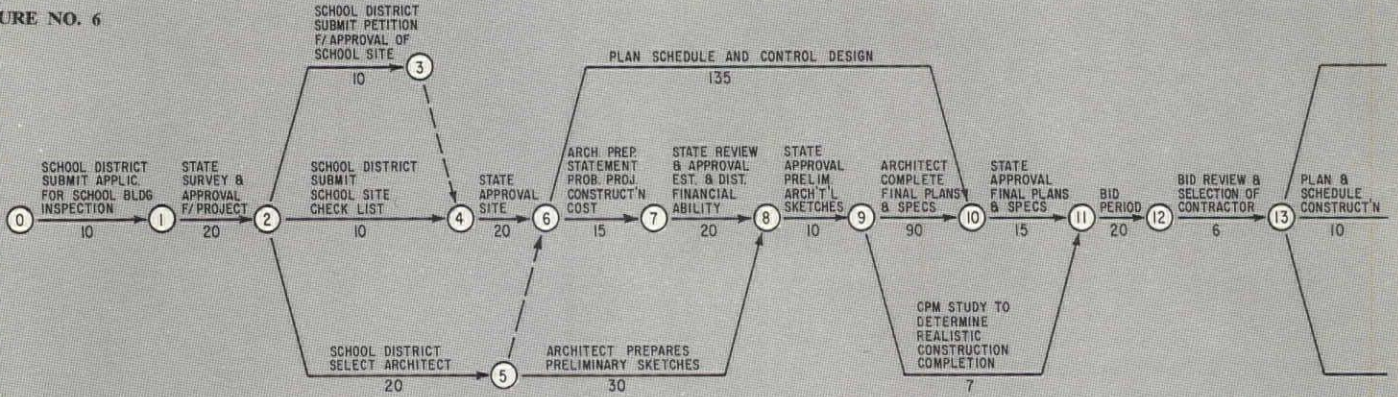 URE NO. 6
SCHOOL DISTRICT
SUBMIT PETITION
F/APPROVAL OF
SCHOOL SITE
10
3
PLAN SCHEDULE AND CONTROL DESIGN
135
0
SCHOOL DISTRICT
SUBMIT APPLIC.
FOR SCHOOL BLDG
INSPECTION
10
1
STATE
SURVEY &
APPROVAL
F/PROJECT
20
2
SCHOOL DISTRICT
SUBMIT
SCHOOL SITE
CHECK LIST
10
4
STATE
APPROVAL
SITE
20
6
ARCH. PREP.
STATEMENT
PROB. PROJ.
CONSTRUCT'N
COST
15
7
STATE REVIEW
& APPROVAL
EST. & DIST.
FINANCIAL
ABILITY
20
8
STATE
APPROVAL
PRELIM
ARCH'T'L
SKETCHES
10
9
ARCHITECT
COMPLETE
FINAL PLANS
& SPECS
90
10
STATE
APPROVAL
FINAL PLANS
& SPECS
15
11
BID
PERIOD
20
12
BID REVIEW &
SELECTION OF
CONTRACTOR
6
13
PLAN &
SCHEDULE
CONSTRUCT'N
10
SCHOOL DISTRICT
SELECT ARCHITECT
20
5
ARCHITECT PREPARES
PRELIMINARY SKETCHES
30
CPM STUDY TO
DETERMINE
REALISTIC
CONSTRUCTION
COMPLETION
7